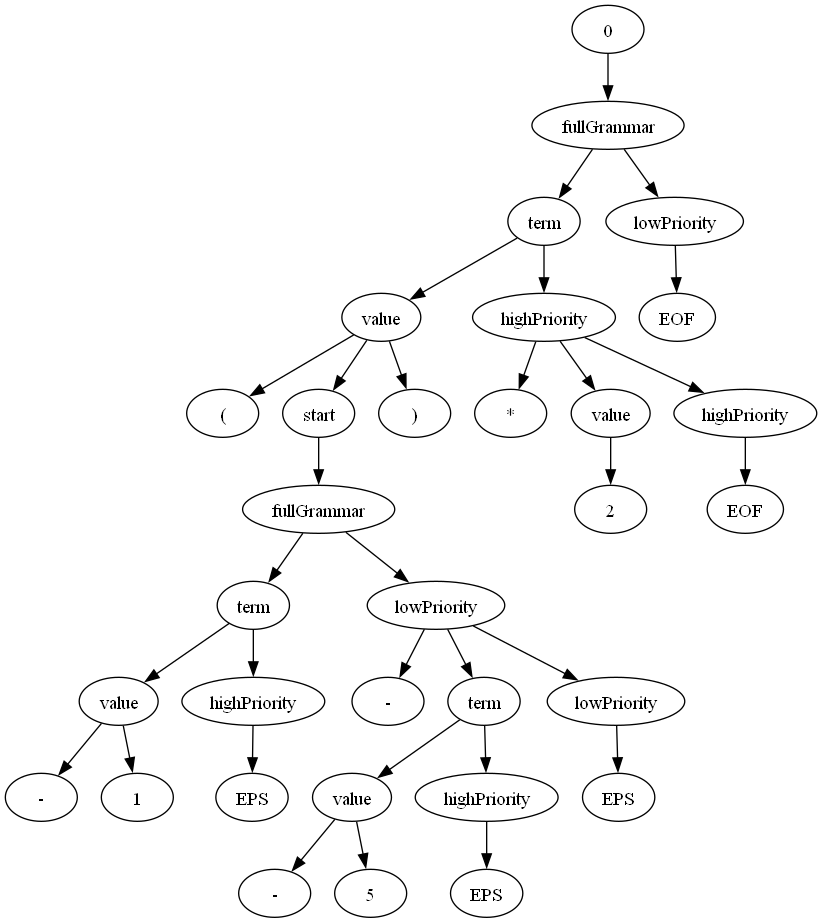 0
fullGrammar
term lowPriority
value highPriority EOF
( start ) * value highPriority
fullGrammar 2 EOF
term lowPriority
value highPriority - term lowPriority
- 1 EPS value highPriority EPS
- 5 EPS